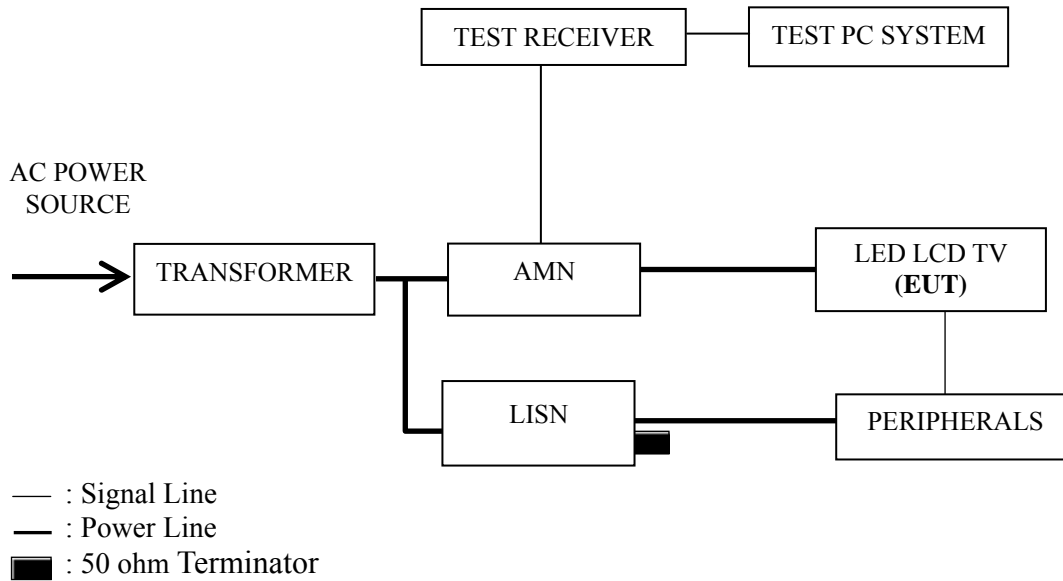 TEST RECEIVER
TEST PC SYSTEM
AC POWER
SOURCE
TRANSFORMER
AMN
LED LCD TV
(EUT)
LISN
PERIPHERALS
: Signal Line
: Power Line
: 50 ohm Terminator